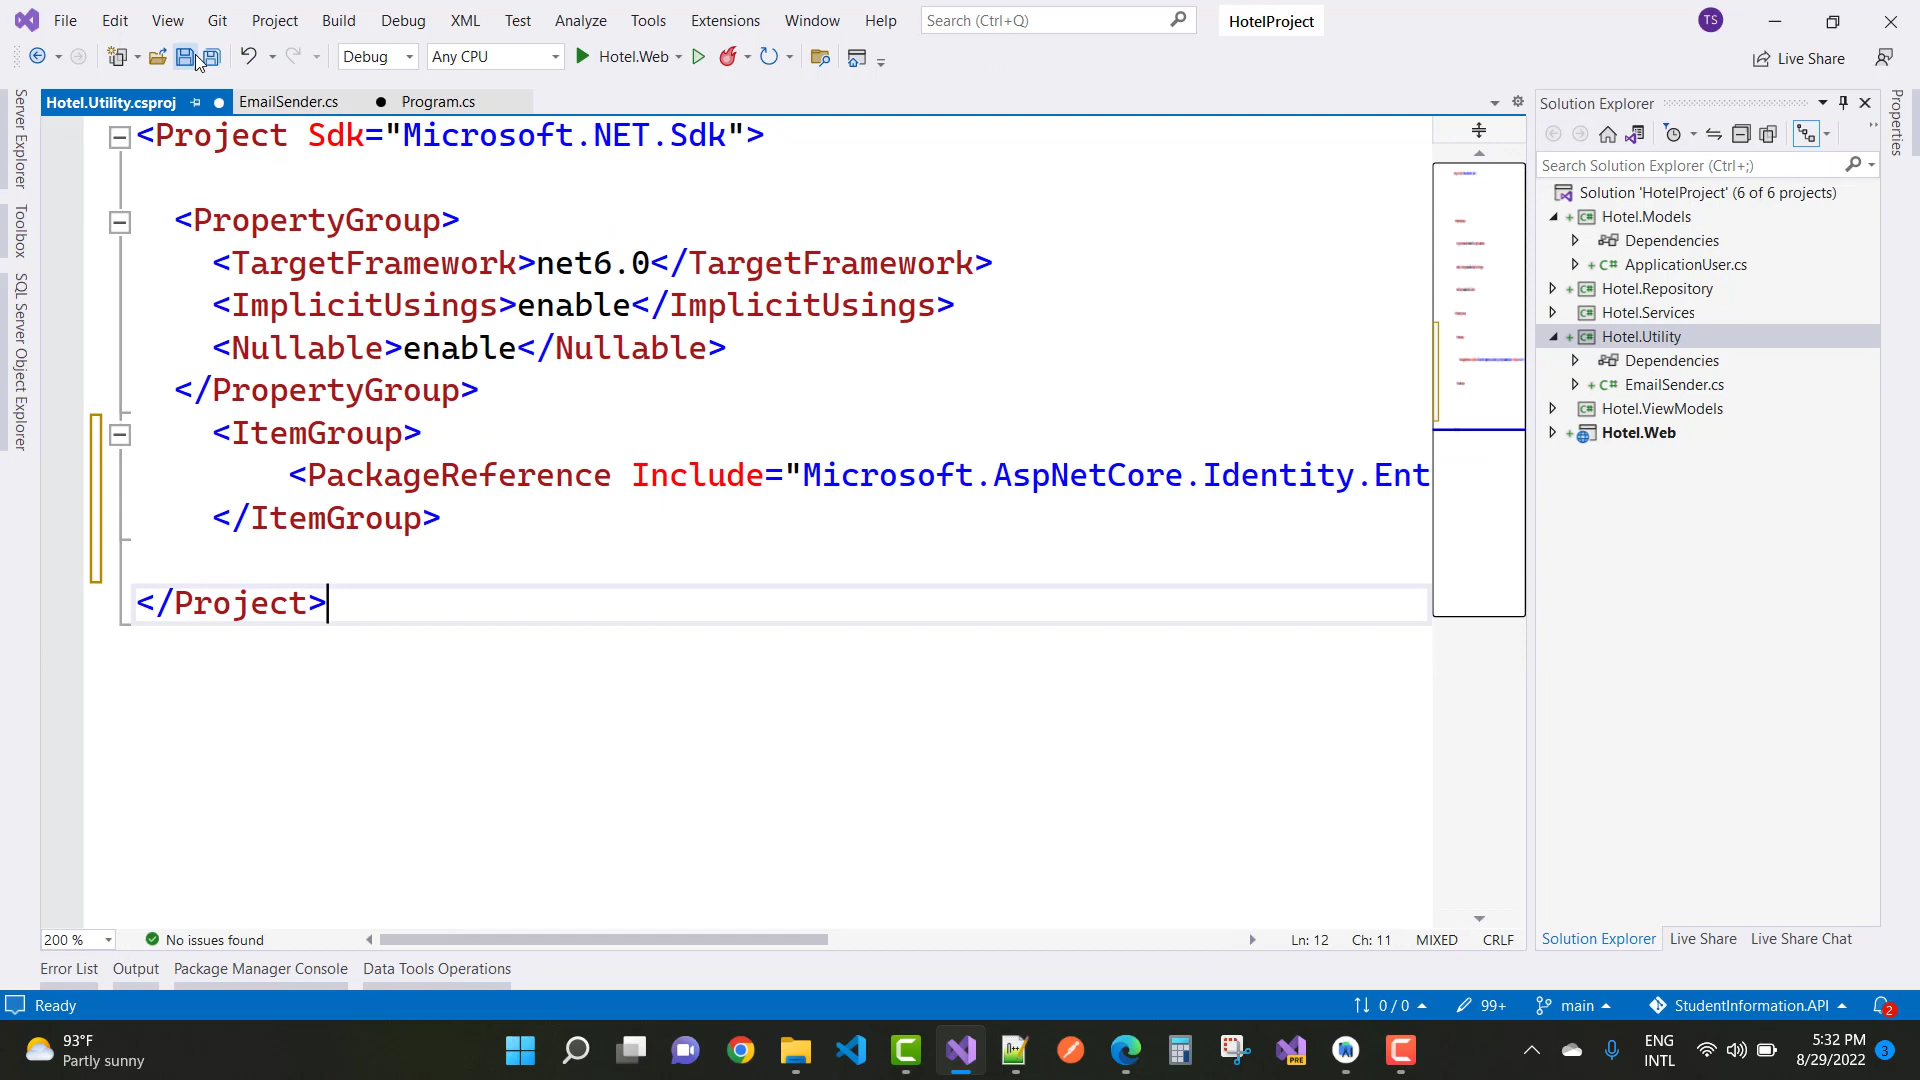 File Edit View Git Project Build Debug XML Test Analyze Tools Extensions Window Help Search (Ctrl+Q) HotelProject TS
Debug Any CPU Hotel.Web Live Share
Server Explorer
Toolbox
SQL Server Object Explorer
Hotel.Utility.csproj EmailSender.cs Program.cs
<Project Sdk="Microsoft.NET.Sdk">
<PropertyGroup>
<TargetFramework>net6.0</TargetFramework>
<ImplicitUsings>enable</ImplicitUsings>
<Nullable>enable</Nullable>
</PropertyGroup>
<ItemGroup>
<PackageReference Include="Microsoft.AspNetCore.Identity.Ent
</ItemGroup>
</Project>
200 % No issues found Ln: 12 Ch: 11 MIXED CRLF
Solution Explorer
Search Solution Explorer (Ctrl+;)
Solution 'HotelProject' (6 of 6 projects)
Hotel.Models
Dependencies
ApplicationUser.cs
Hotel.Repository
Hotel.Services
Hotel.Utility
Dependencies
EmailSender.cs
Hotel.ViewModels
Hotel.Web
Solution Explorer Live Share Live Share Chat
Properties
Error List Output Package Manager Console Data Tools Operations
Ready 0 / 0 99+ main StudentInformation.API 2
93°F
Partly sunny
PRE
ENG
INTL
5:32 PM
8/29/2022
3